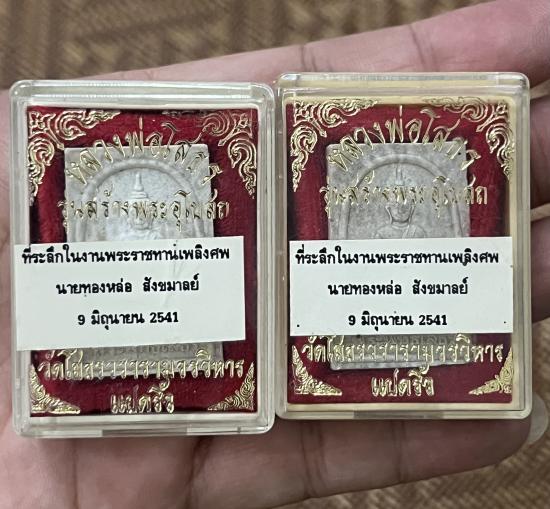 หลวงพ่อโสธร
รุ่นสร้างพระอุโบสถ
ที่ระลึกในงานพระราชทานเพลิงศพ
นายทองหล่อ สังขมาลย์
9 มิถุนายน 2541
วัดโสธรวรารามวรวิหาร
แปดริ้ว
หลวงพ่อโสธร
รุ่นสร้างพระอุโบสถ
ที่ระลึกในงานพระราชทานเพลิงศพ
นายทองหล่อ สังขมาลย์
9 มิถุนายน 2541
วัดโสธรวรารามวรวิหาร
แปดริ้ว